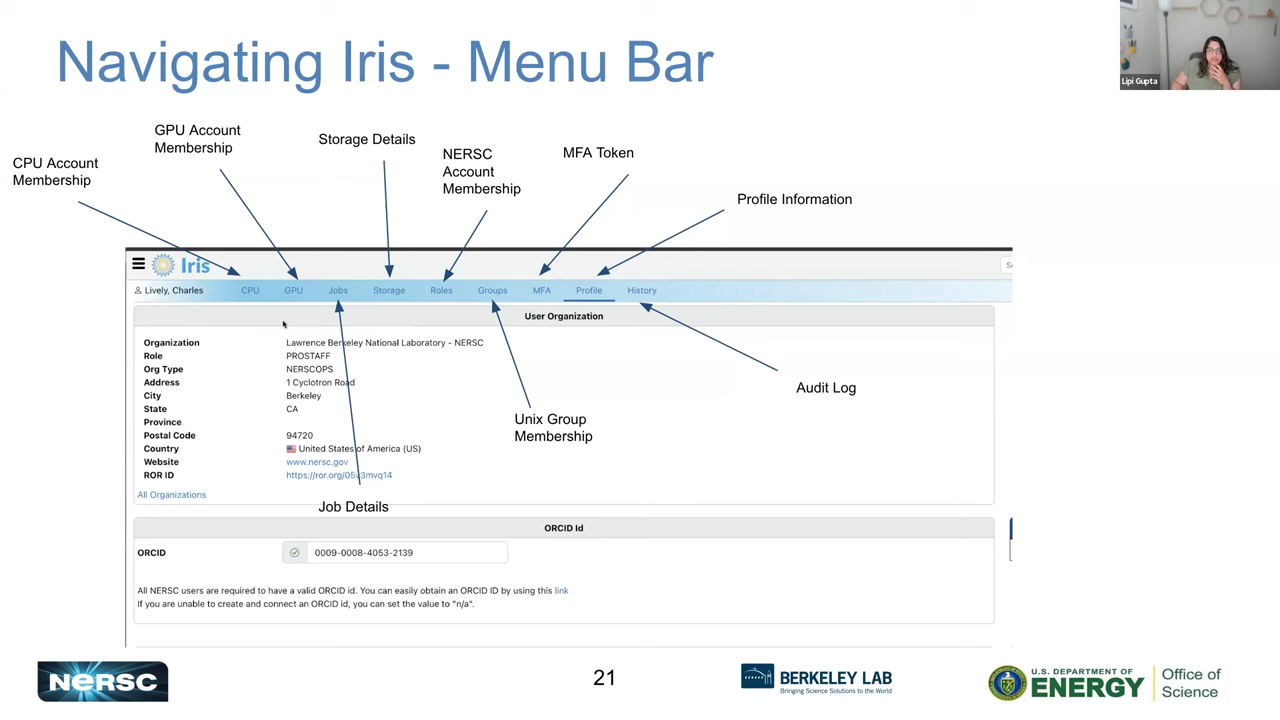 Navigating Iris - Menu Bar
Lipi Gupta
GPU Account
Membership
Storage Details
CPU Account
Membership
NERSC
Account
Membership
MFA Token
Profile Information
Iris
Lively, Charles
CPU
GPU
Jobs
Storage
Roles
Groups
MFA
Profile
History
User Organization
Organization Lawrence Berkeley National Laboratory - NERSC
Role PROSTAFF
Org Type NERSCOPS
Address 1 Cyclotron Road
City Berkeley
State CA
Province
Postal Code 94720
Country United States of America (US)
Website www.nersc.gov
ROR ID https://ror.org/05v3mvq14
All Organizations
Audit Log
Unix Group
Membership
Job Details
ORCID Id
ORCID 0009-0008-4053-2139
All NERSC users are required to have a valid ORCID id. You can easily obtain an ORCID ID by using this link
If you are unable to create and connect an ORCID id, you can set the value to "n/a".
NERSC
21
BERKELEY LAB
Bringing Science Solutions to the World
U.S. DEPARTMENT OF
ENERGY
Office of
Science